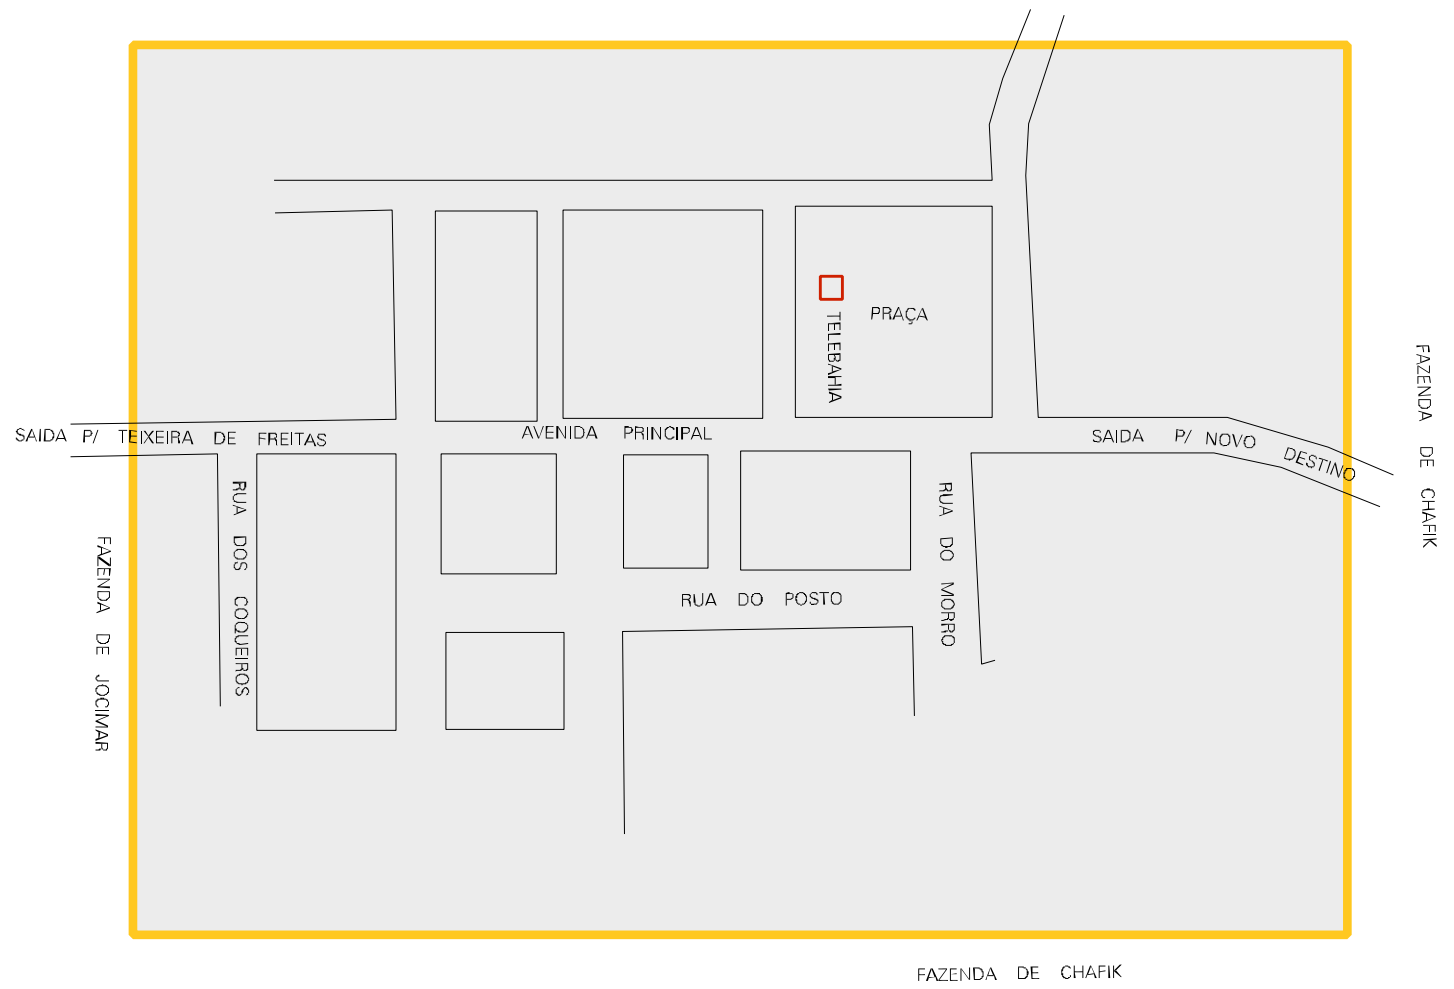 PRAÇA
TELEBAHIA
SAIDA P/ TEIXEIRA DE FREITAS
AVENIDA PRINCIPAL
SAIDA P/ NOVO DESTINO
FAZENDA DE CHAFIK
RUA DOS COQUEIROS
RUA DO MORRO
FAZENDA DE JOCIMAR
RUA DO POSTO
FAZENDA DE CHAFIK